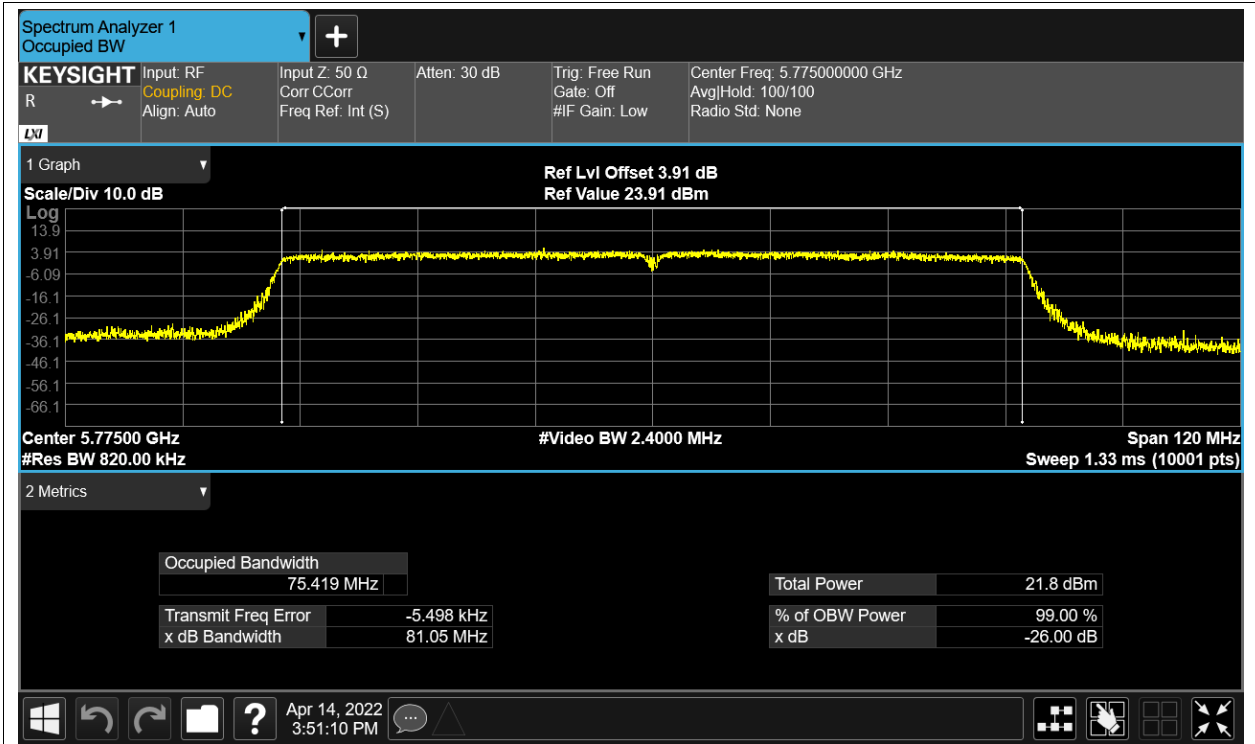 Spectrum Analyzer 1
Occupied BW
KEYSIGHT
R
LXI
Input: RF
Coupling: DC
Align: Auto
Input Z: 50 Ω
Corr CCorr
Freq Ref: Int (S)
Atten: 30 dB
Trig: Free Run
Gate: Off
#IF Gain: Low
Center Freq: 5.775000000 GHz
Avg|Hold: 100/100
Radio Std: None
1 Graph
Scale/Div 10.0 dB
Ref Lvl Offset 3.91 dB
Ref Value 23.91 dBm
Log
13.9
3.91
-6.09
-16.1
-26.1
-36.1
-46.1
-56.1
-66.1
Center 5.77500 GHz
#Video BW 2.4000 MHz
Span 120 MHz
#Res BW 820.00 kHz
Sweep 1.33 ms (10001 pts)
2 Metrics
Occupied Bandwidth
75.419 MHz
Transmit Freq Error -5.498 kHz
x dB Bandwidth 81.05 MHz
Total Power 21.8 dBm
% of OBW Power 99.00 %
x dB -26.00 dB
?
Apr 14, 2022
3:51:10 PM